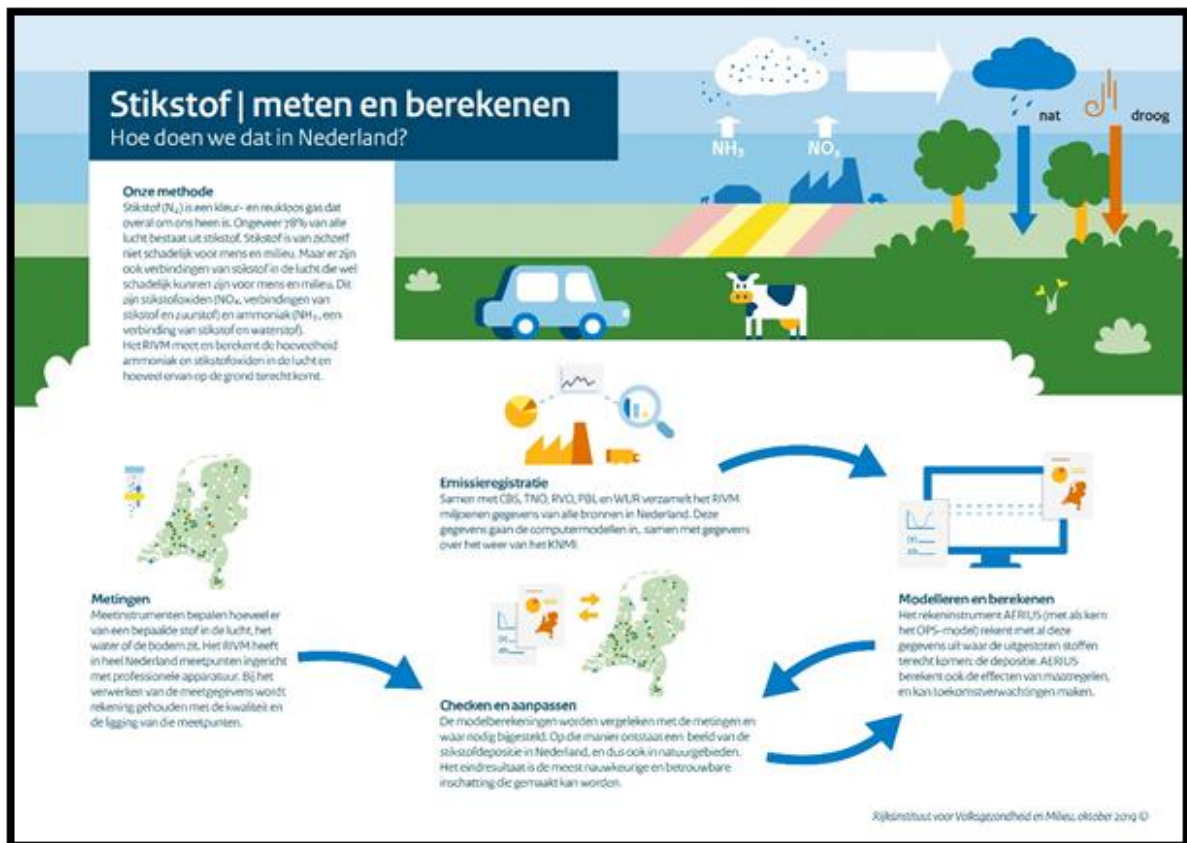 Stikstof | meten en berekenen
Hoe doen we dat in Nederland?
NH₃
NOₓ
nat
droog
Onze methode
Stikstof (N₂) is een kleur- en reukloos gas dat
overal om ons heen is. Ongeveer 78% van alle
lucht bestaat uit stikstof. Stikstof is van zichzelf
niet schadelijk voor mens en milieu. Maar er zijn
ook verbindingen van stikstof in de lucht die wel
schadelijk kunnen zijn voor mens en milieu. Dit
zijn stikstofoxiden (NOₓ, verbindingen van
stikstof en zuurstof) en ammoniak (NH₃, een
verbinding van stikstof en waterstof).
Het RIVM meet en berekent de hoeveelheid
ammoniak en stikstofoxiden in de lucht en
hoeveel ervan op de grond terecht komt.
Emissieregistratie
Samen met CBS, TNO, RVO, PBL en WUR verzamelt het RIVM
miljoenen gegevens van alle bronnen in Nederland. Deze
gegevens gaan de computermodellen in, samen met gegevens
over het weer van het KNMI.
Metingen
Meetinstrumenten bepalen hoeveel er
van een bepaalde stof in de lucht, het
water of de bodem zit. Het RIVM heeft
in heel Nederland meetpunten ingericht
met professionele apparatuur. Bij het
verwerken van de meetgegevens wordt
rekening gehouden met de kwaliteit en
de ligging van die meetpunten.
Modelleren en berekenen
Het rekeninstrument AERIUS (met als kern
het OPS-model) rekent met al deze
gegevens uit waar de uitgestoten stoffen
terecht komen: de depositie. AERIUS
berekent ook de effecten van maatregelen,
en kan toekomstverwachtingen maken.
Checken en aanpassen
De modelberekeningen worden vergeleken met de metingen en
waar nodig bijgesteld. Op die manier ontstaat een beeld van de
stikstofdepositie in Nederland, en dus ook in natuurgebieden.
Het eindresultaat is de meest nauwkeurige en betrouwbare
inschatting die gemaakt kan worden.
Rijksinstituut voor Volksgezondheid en Milieu, oktober 2019 ©